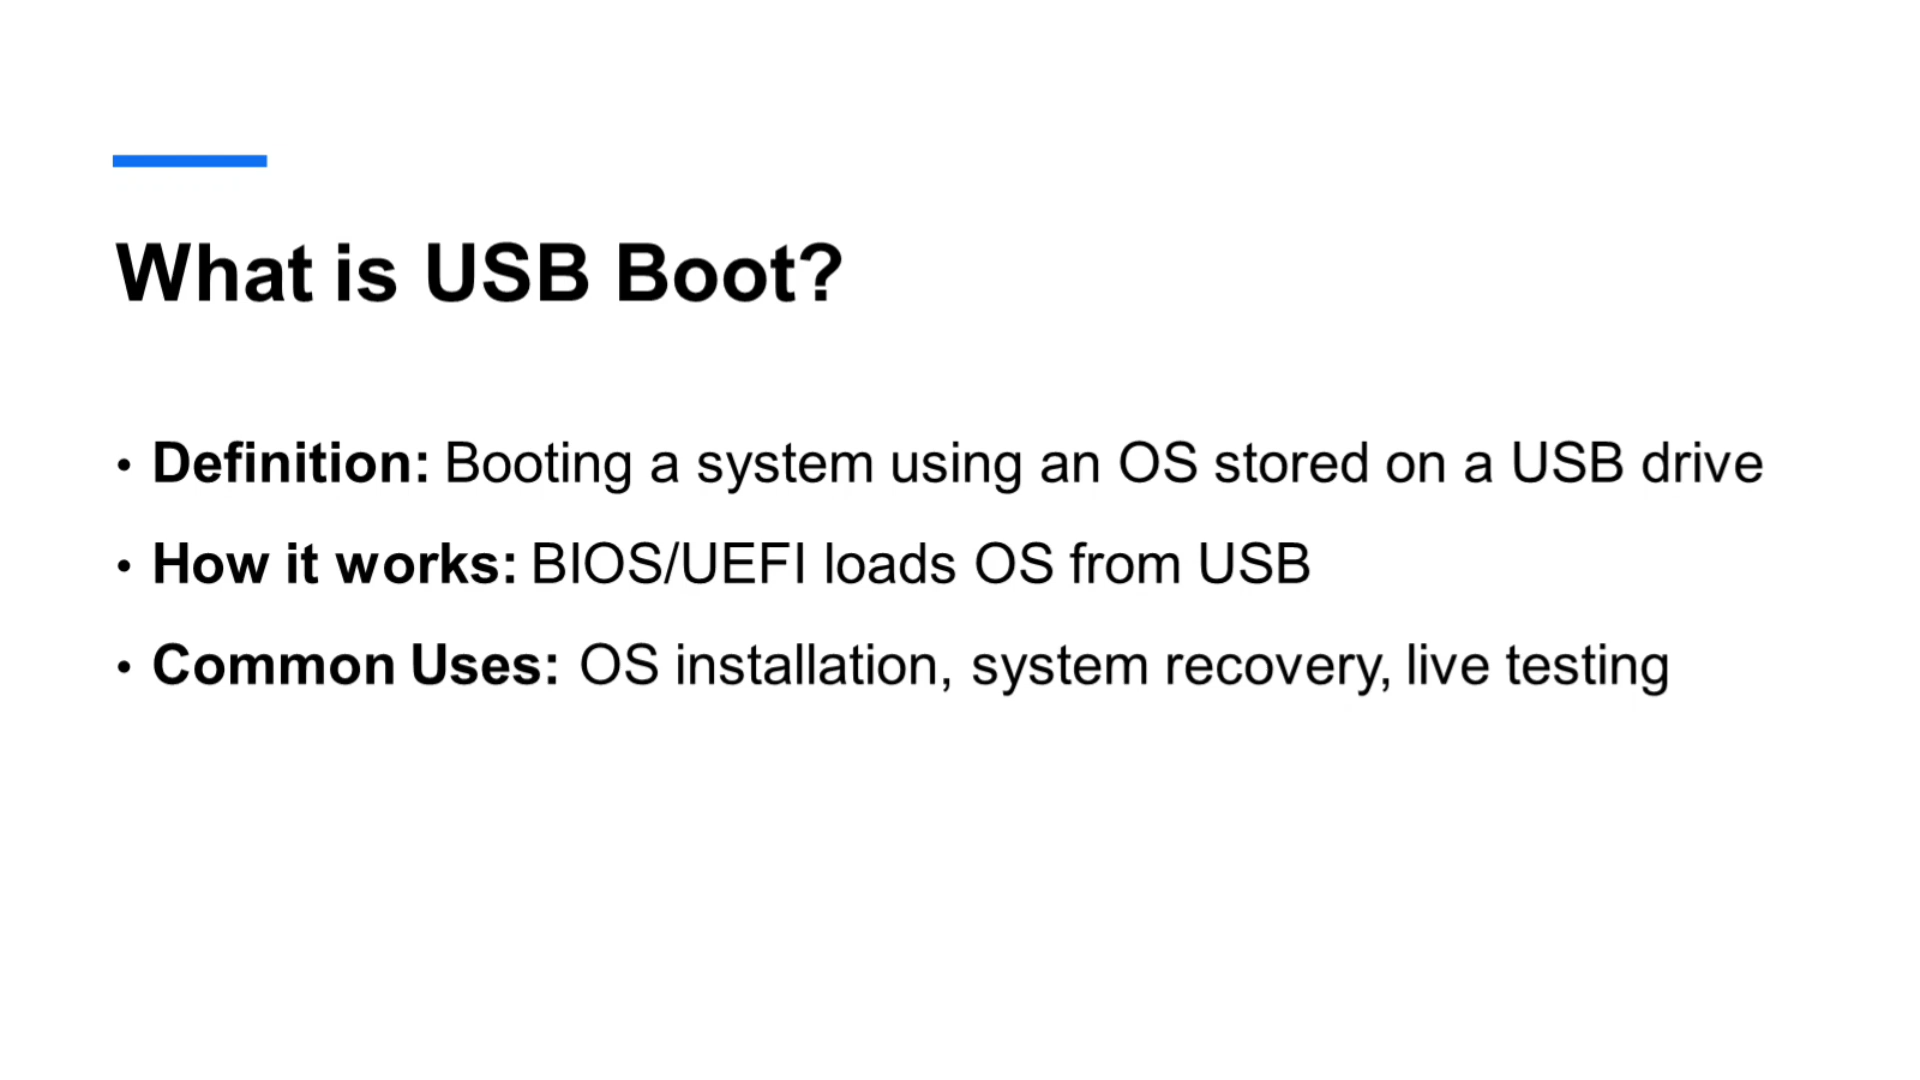 What is USB Boot?
• Definition: Booting a system using an OS stored on a USB drive
• How it works: BIOS/UEFI loads OS from USB
• Common Uses: OS installation, system recovery, live testing